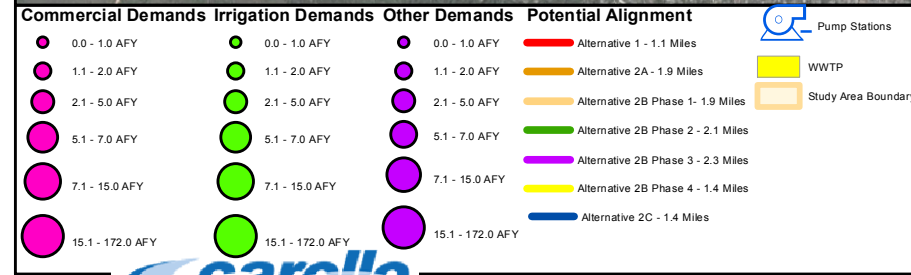 Commercial Demands Irrigation Demands Other Demands Potential Alignment
0.0 - 1.0 AFY
1.1 - 2.0 AFY
2.1 - 5.0 AFY
5.1 - 7.0 AFY
7.1 - 15.0 AFY
15.1 - 172.0 AFY
0.0 - 1.0 AFY
1.1 - 2.0 AFY
2.1 - 5.0 AFY
5.1 - 7.0 AFY
7.1 - 15.0 AFY
15.1 - 172.0 AFY
0.0 - 1.0 AFY
1.1 - 2.0 AFY
2.1 - 5.0 AFY
5.1 - 7.0 AFY
7.1 - 15.0 AFY
15.1 - 172.0 AFY
Alternative 1 - 1.1 Miles
Alternative 2A - 1.9 Miles
Alternative 2B Phase 1- 1.9 Miles
Alternative 2B Phase 2 - 2.1 Miles
Alternative 2B Phase 3 - 2.3 Miles
Alternative 2B Phase 4 - 1.4 Miles
Alternative 2C - 1.4 Miles
Pump Stations
WWTP
Study Area Boundary
carollo